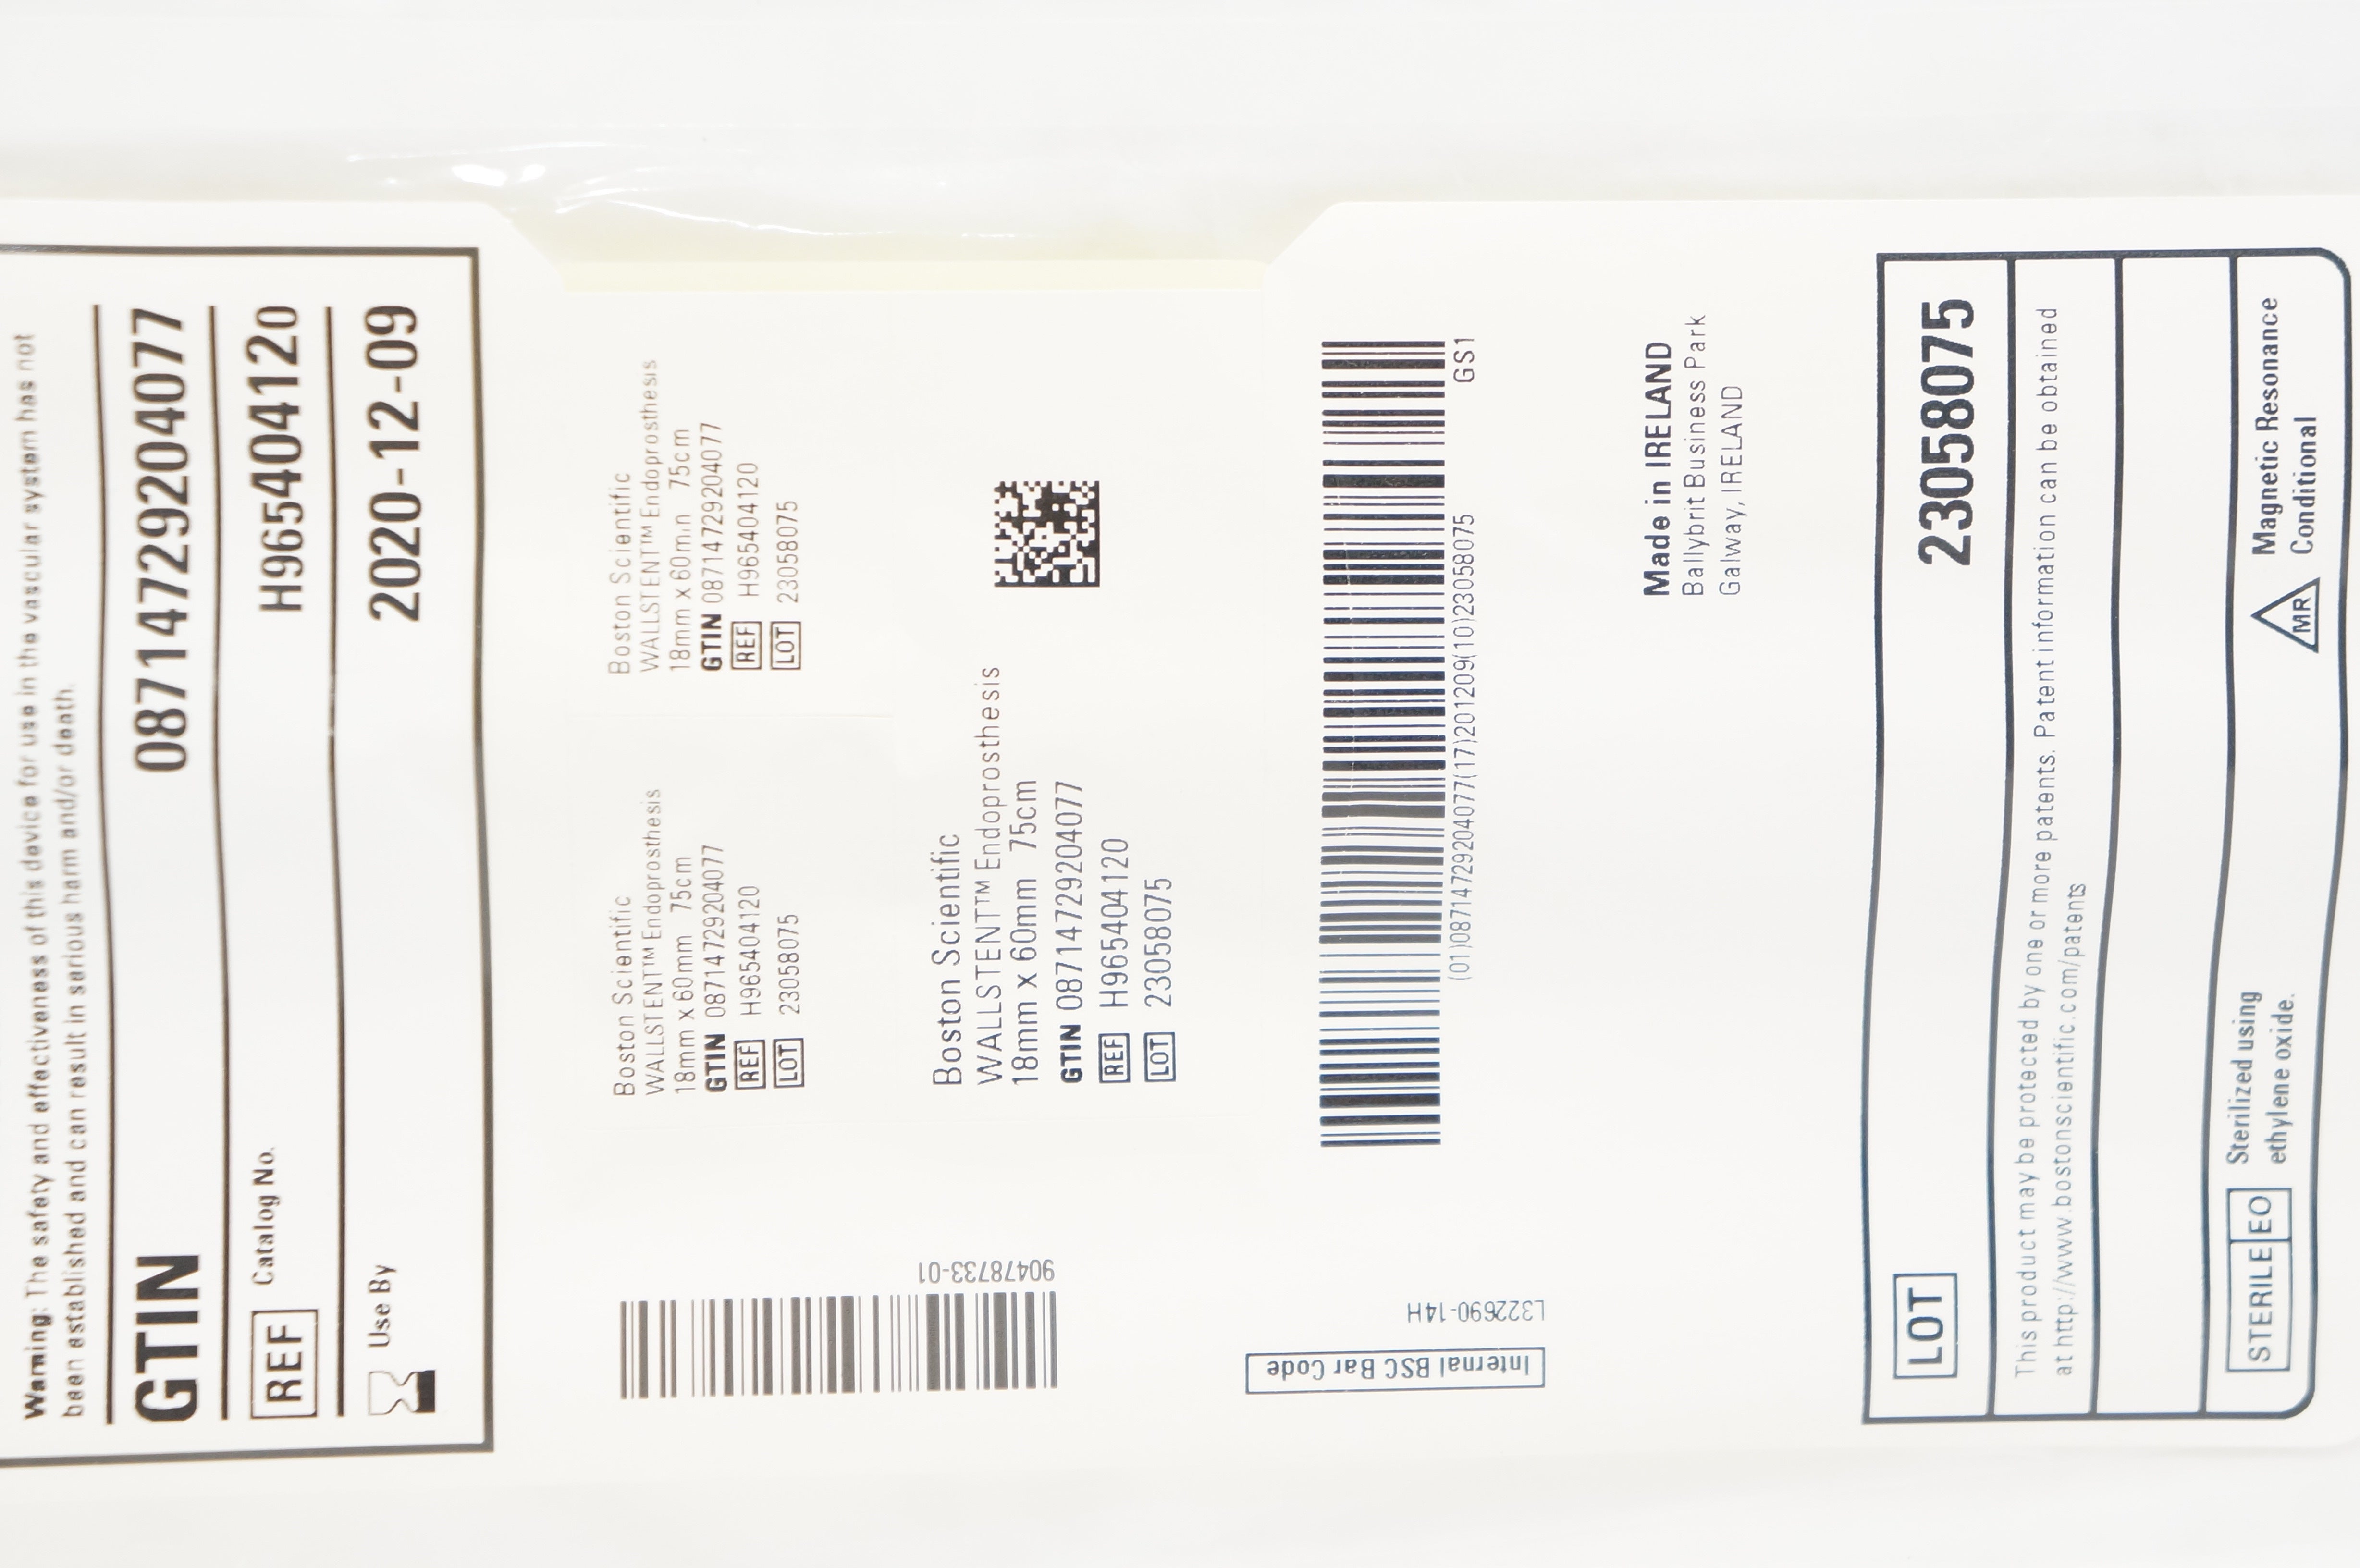 Warning: The safety and effectiveness of this device for use in the vascular system has not
been established and can result in serious harm and/or death.
GTIN 08714729204077
REF Catalog No. H965404120
Use By 2020-12-09
Boston Scientific
WALLSTENT™ Endoprosthesis
18mm x 60mm 75cm
GTIN 08714729204077
REF H965404120
LOT 23058075
Boston Scientific
WALLSTENT™ Endoprosthesis
18mm x 60mm 75cm
GTIN 08714729204077
REF H965404120
LOT 23058075
90478733-01
Boston Scientific
WALLSTENT™ Endoprosthesis
18mm x 60mm 75cm
GTIN 08714729204077
REF H965404120
LOT 23058075
(01)08714729204077(17)201209(10)23058075
GS1
L322690-14H
Internal BSC Bar Code
Made in IRELAND
Ballybrit Business Park
Galway, IRELAND
LOT 23058075
This product may be protected by one or more patents. Patent information can be obtained
at http://www.bostonscientific.com/patents
STERILE EO
Sterilized using
ethylene oxide.
MR
Magnetic Resonance
Conditional